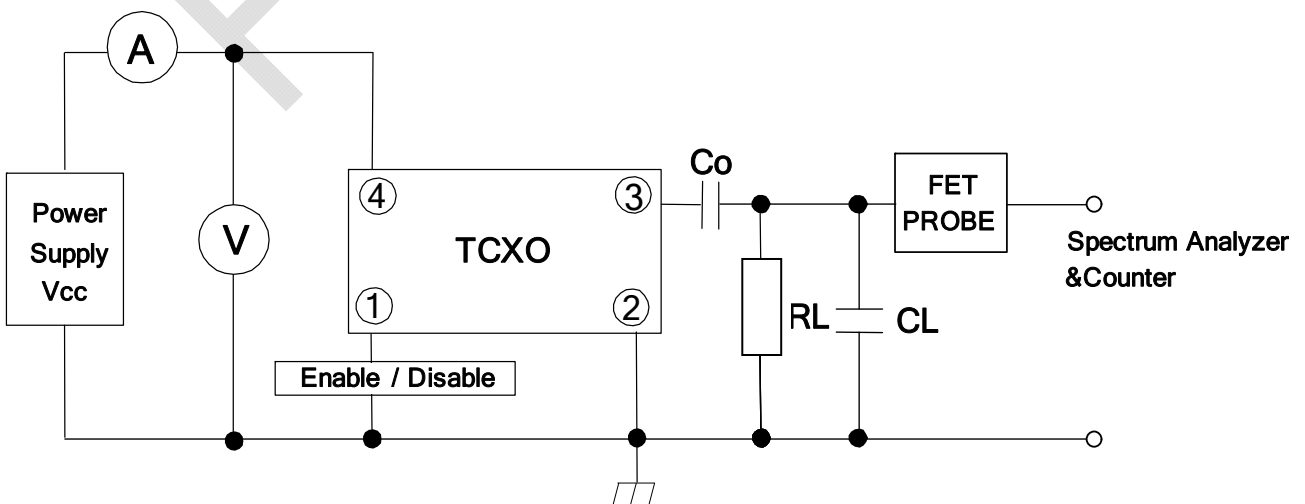 A
Power
Supply
Vcc
V
4
3
TCXO
1
2
Enable / Disable
Co
RL
CL
FET
PROBE
Spectrum Analyzer
&Counter